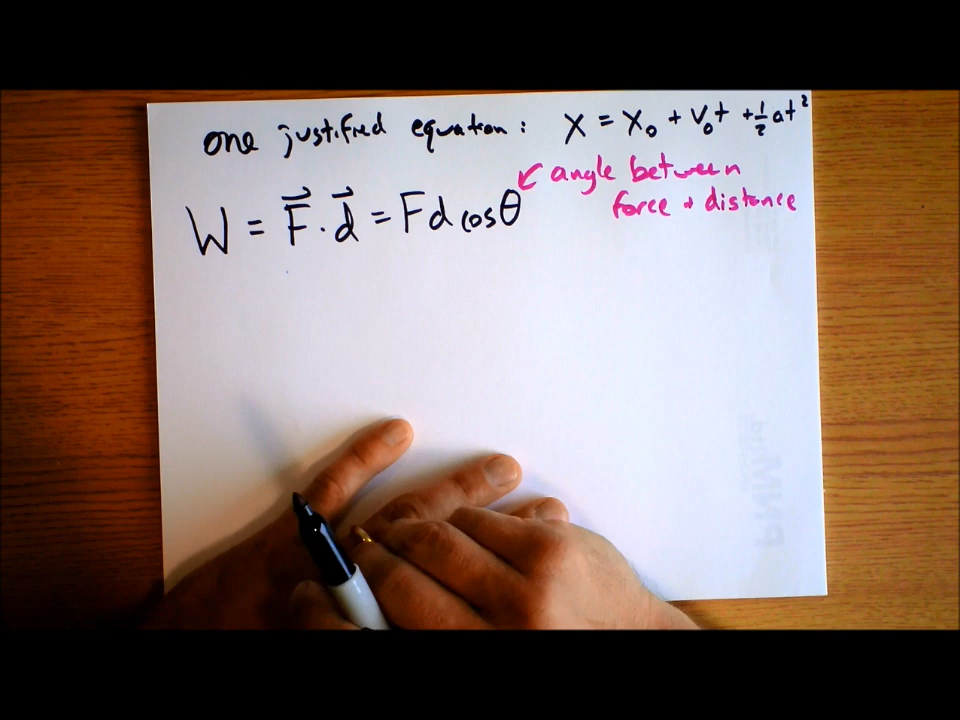 one justified equation: x = x₀ + v₀t + ½at²
angle between
force + distance
W = F⃗ · d⃗ = Fd cosθ